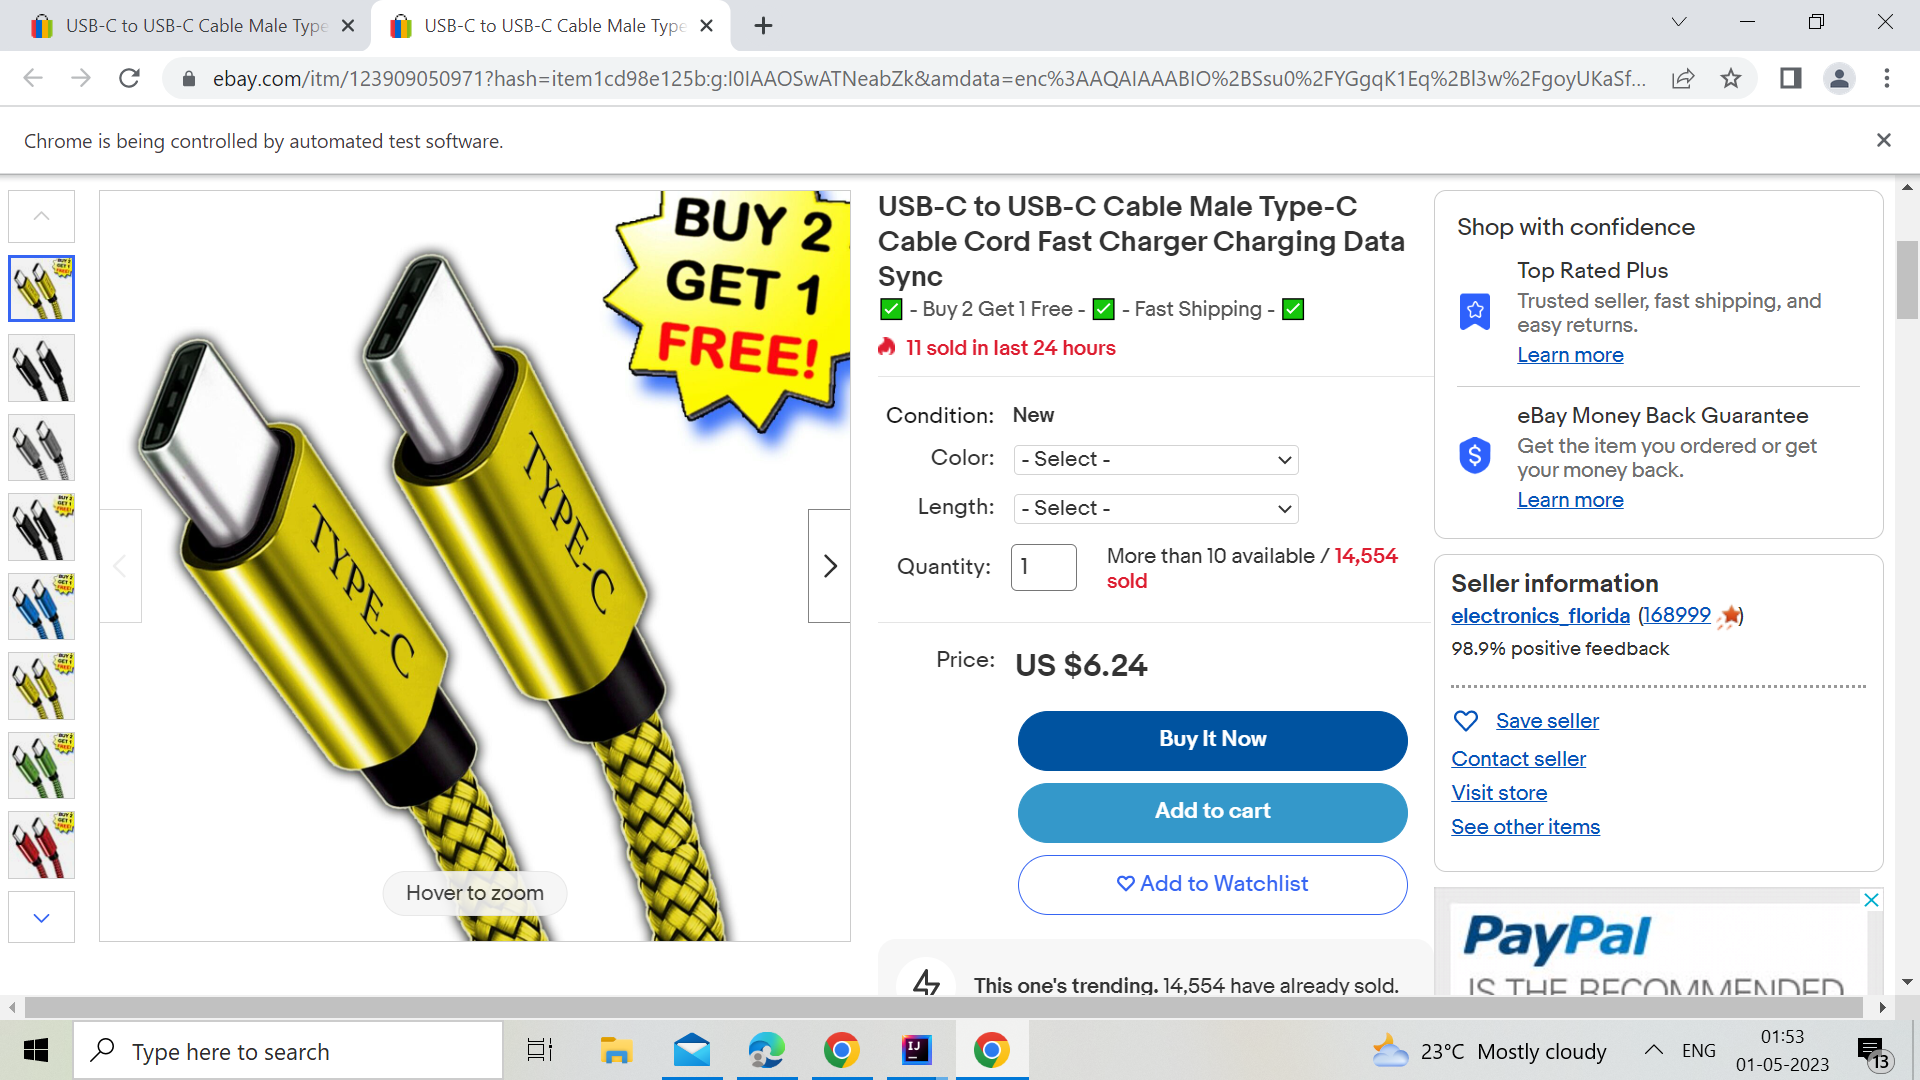 USB-C to USB-C Cable Male Type
USB-C to USB-C Cable Male Type
ebay.com/itm/123909050971?hash=item1cd98e125b:g:I0IAAOSwATNeabZk&amdata=enc%3AAQAIAAABIO%2BSsu0%2FYGgqK1Eq%2Bl3w%2FgoyUKaSf...
Chrome is being controlled by automated test software.
BUY 2
GET 1
FREE!
TYPE-C
TYPE-C
Hover to zoom
USB-C to USB-C Cable Male Type-C
Cable Cord Fast Charger Charging Data
Sync
✅ - Buy 2 Get 1 Free - ✅ - Fast Shipping - ✅
11 sold in last 24 hours
Condition: New
Color: - Select -
Length: - Select -
Quantity: 1 More than 10 available / 14,554
sold
Price: US $6.24
Buy It Now
Add to cart
Add to Watchlist
This one's trending. 14,554 have already sold.
Shop with confidence
Top Rated Plus
Trusted seller, fast shipping, and
easy returns.
Learn more
eBay Money Back Guarantee
Get the item you ordered or get
your money back.
Learn more
Seller information
electronics_florida (168999)
98.9% positive feedback
Save seller
Contact seller
Visit store
See other items
PayPal
IS THE RECOMMENDED
Type here to search
IJ
23°C Mostly cloudy
ENG
01:53
01-05-2023
13